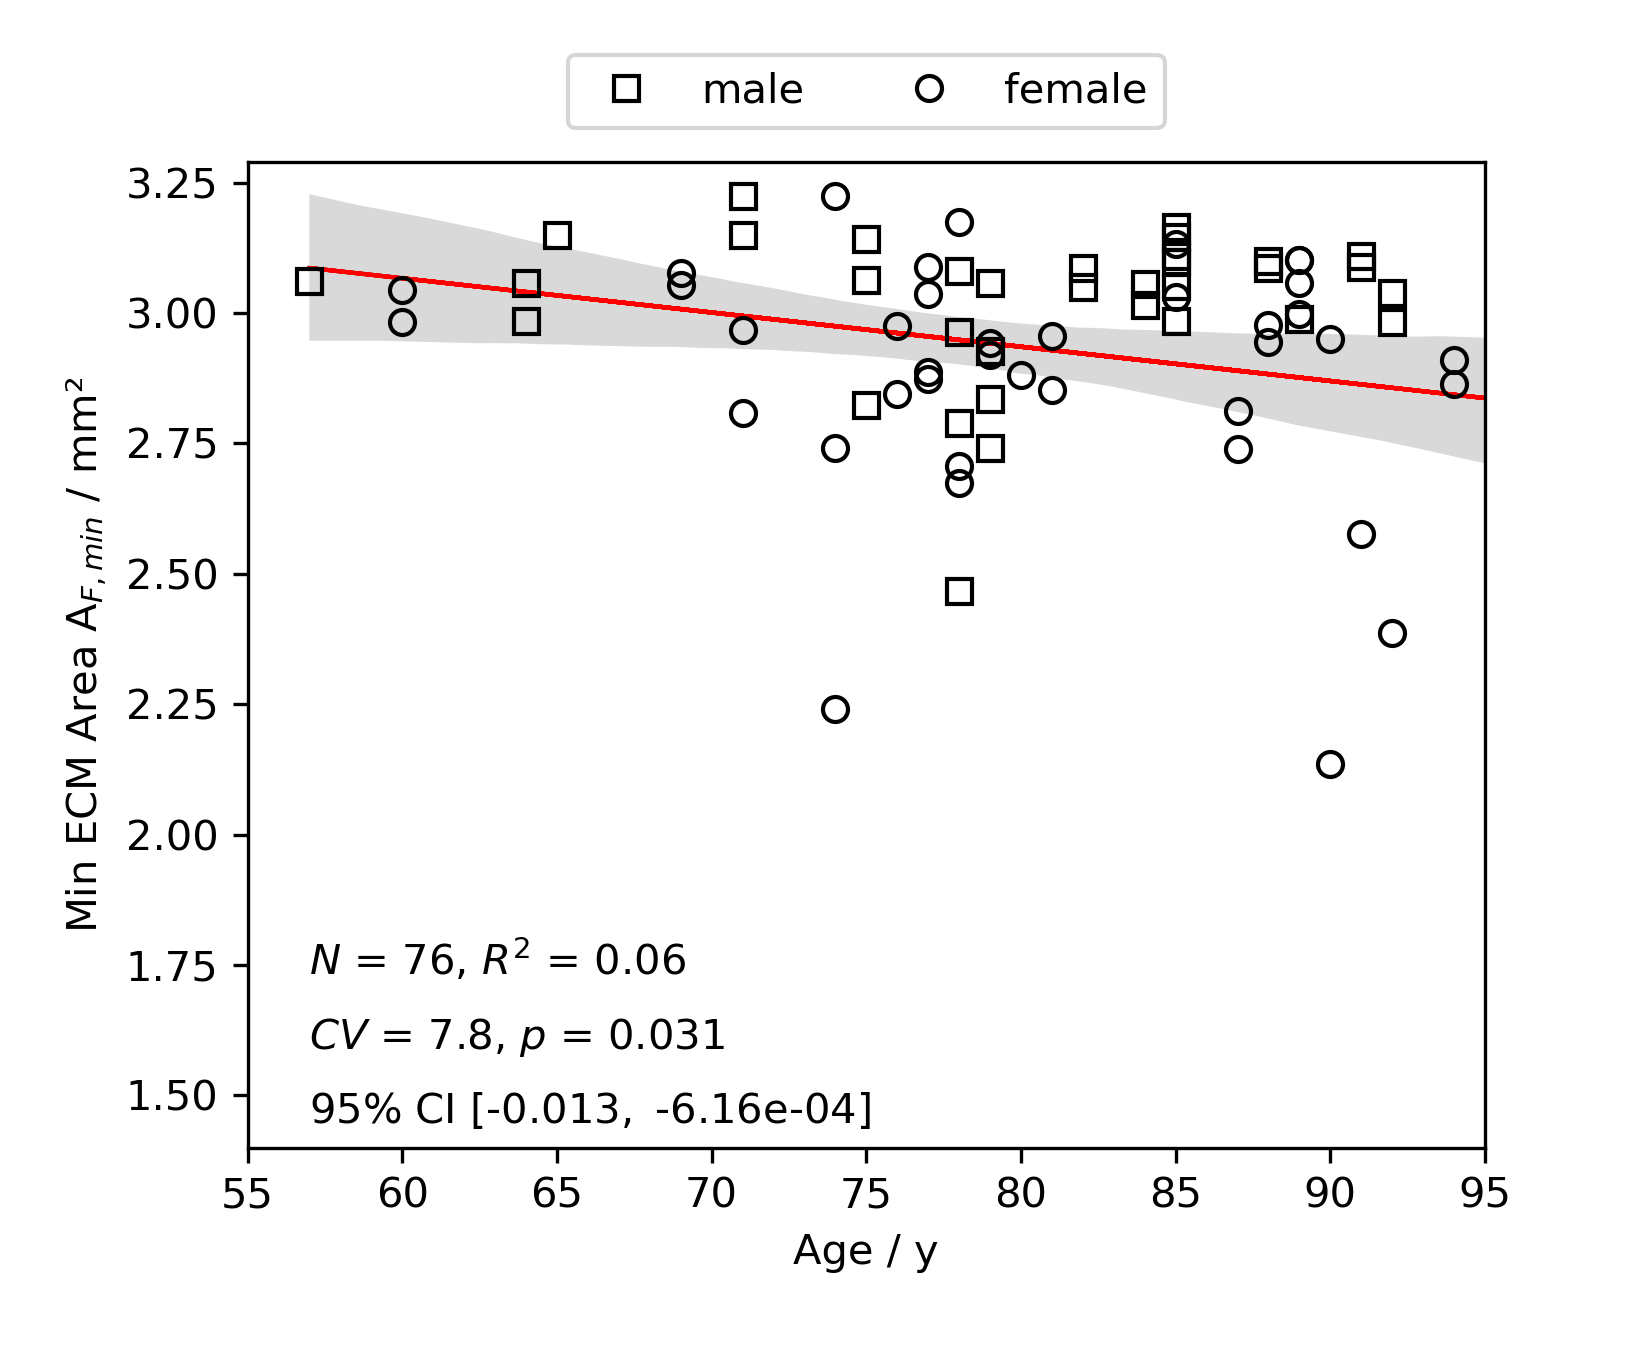 male female
3.25
3.00
2.75
2.50
2.25
2.00
1.75
1.50
Min ECM Area A_{F,min} / mm²
N = 76, R² = 0.06
CV = 7.8, p = 0.031
95% CI [-0.013, -6.16e-04]
55 60 65 70 75 80 85 90 95
Age / y